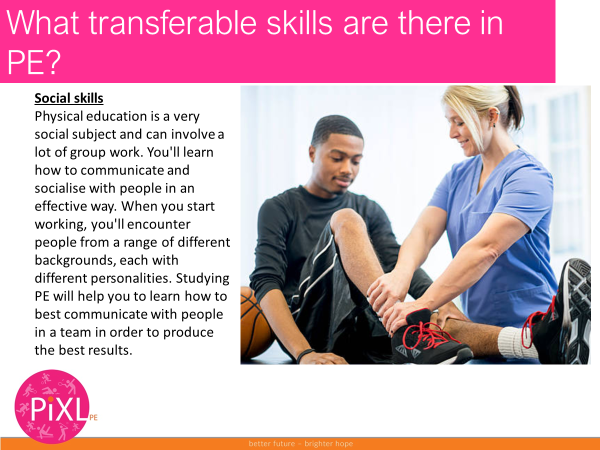 What transferable skills are there in
PE?
Social skills
Physical education is a very
social subject and can involve a
lot of group work. You'll learn
how to communicate and
socialise with people in an
effective way. When you start
working, you'll encounter
people from a range of different
backgrounds, each with
different personalities. Studying
PE will help you to learn how to
best communicate with people
in a team in order to produce
the best results.
PiXL PE
better future – brighter hope